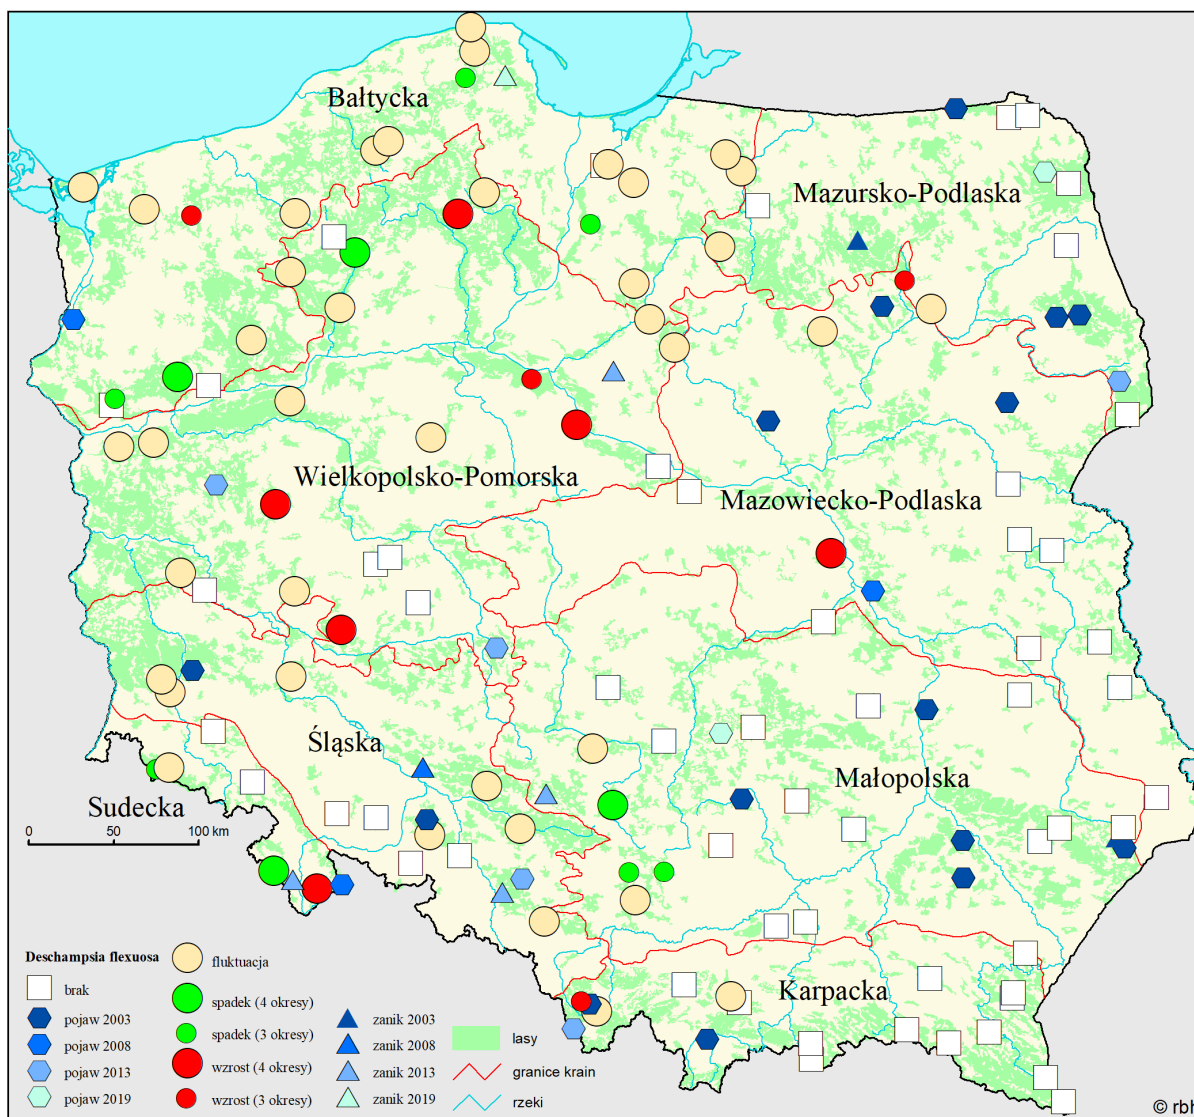 Bałtycka
Mazursko-Podlaska
Wielkopolsko-Pomorska
Mazowiecko-Podlaska
Śląska
Małopolska
Sudecka
0 50 100 km
Karpacka
Deschampsia flexuosa
brak
pojaw 2003
pojaw 2008
pojaw 2013
pojaw 2019
fluktuacja
spadek (4 okresy)
spadek (3 okresy)
wzrost (4 okresy)
wzrost (3 okresy)
zanik 2003
zanik 2008
zanik 2013
zanik 2019
lasy
granice krain
rzeki